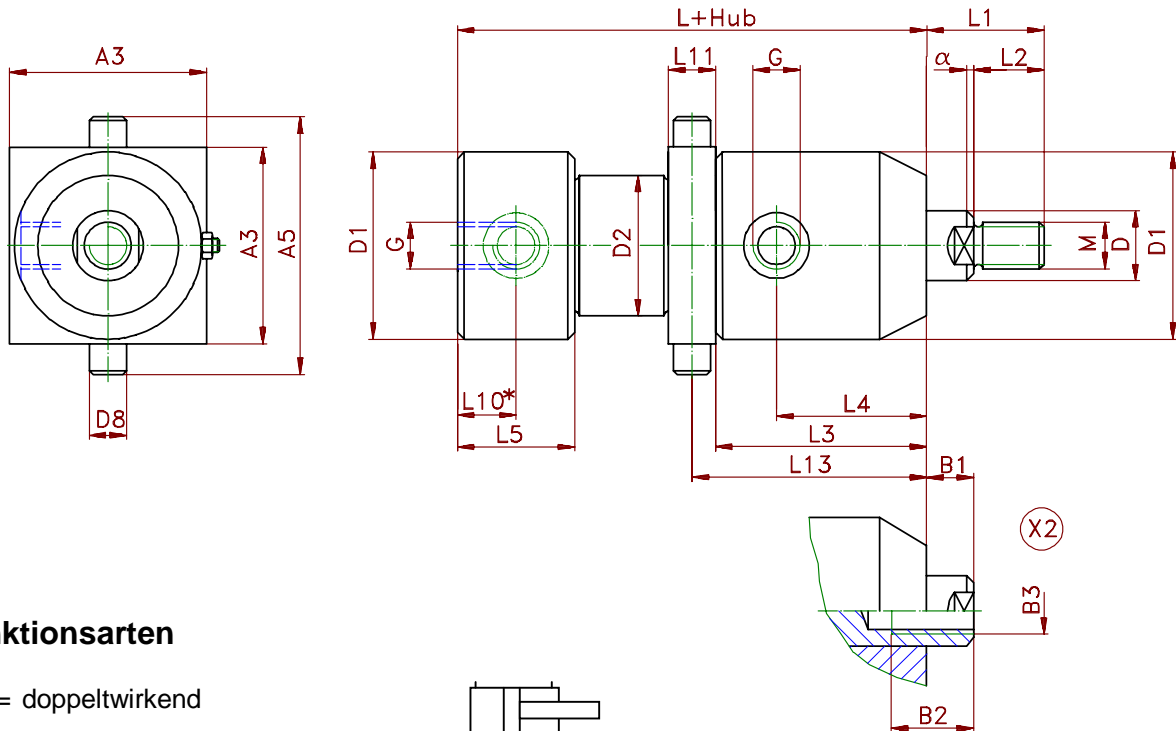 L+Hub
L1
A3
L11
G
α
L2
D1
G
D2
A3
A5
M
D
D1
D8
L10*
L5
L4
L3
L13
B1
X2
B3
B2
ktionsarten
= doppeltwirkend